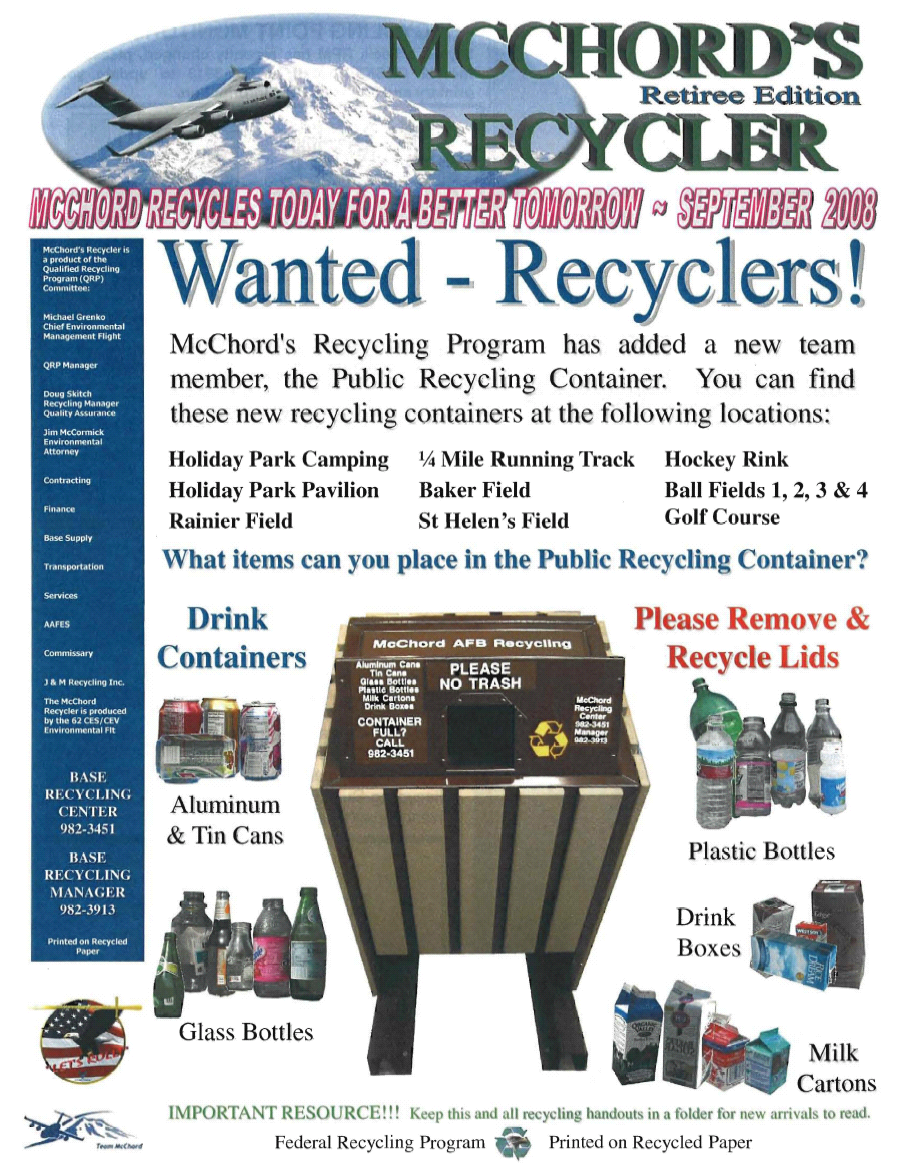 MCCHORD'S
Retiree Edition
RECYCLER
MCCHORD RECYCLES TODAY FOR A BETTER TOMORROW ~ SEPTEMBER 2008
McChord's Recycler is
a product of the
Qualified Recycling
Program (QRP)
Committee:
Michael Grenko
Chief Environmental
Management Flight
QRP Manager
Doug Skitch
Recycling Manager
Quality Assurance
Jim McCormick
Environmental
Attorney
Contracting
Finance
Base Supply
Transportation
Services
AAFES
Commissary
J & M Recycling Inc.
The McChord
Recycler is produced
by the 62 CES/CEV
Environmental Flt
BASE
RECYCLING
CENTER
982-3451
BASE
RECYCLING
MANAGER
982-3913
Printed on Recycled
Paper
Wanted - Recyclers!
McChord's Recycling Program has added a new team
member, the Public Recycling Container. You can find
these new recycling containers at the following locations:
Holiday Park Camping
Holiday Park Pavilion
Rainier Field
¼ Mile Running Track
Baker Field
St Helen's Field
Hockey Rink
Ball Fields 1, 2, 3 & 4
Golf Course
What items can you place in the Public Recycling Container?
Drink
Containers
Aluminum
& Tin Cans
Glass Bottles
McChord AFB Recycling
Aluminum Cans
Tin Cans
Glass Bottles
Plastic Bottles
Milk Cartons
Drink Boxes
CONTAINER
FULL?
CALL
982-3451
PLEASE
NO TRASH
McChord
Recycling
Center
982-3451
Manager
982-3913
Please Remove &
Recycle Lids
Plastic Bottles
Drink
Boxes
RICE
DREAM
ORGANIC
VALLEY
Milk
Cartons
LET'S ROLL
Team McChord
IMPORTANT RESOURCE!!! Keep this and all recycling handouts in a folder for new arrivals to read.
Federal Recycling Program Printed on Recycled Paper